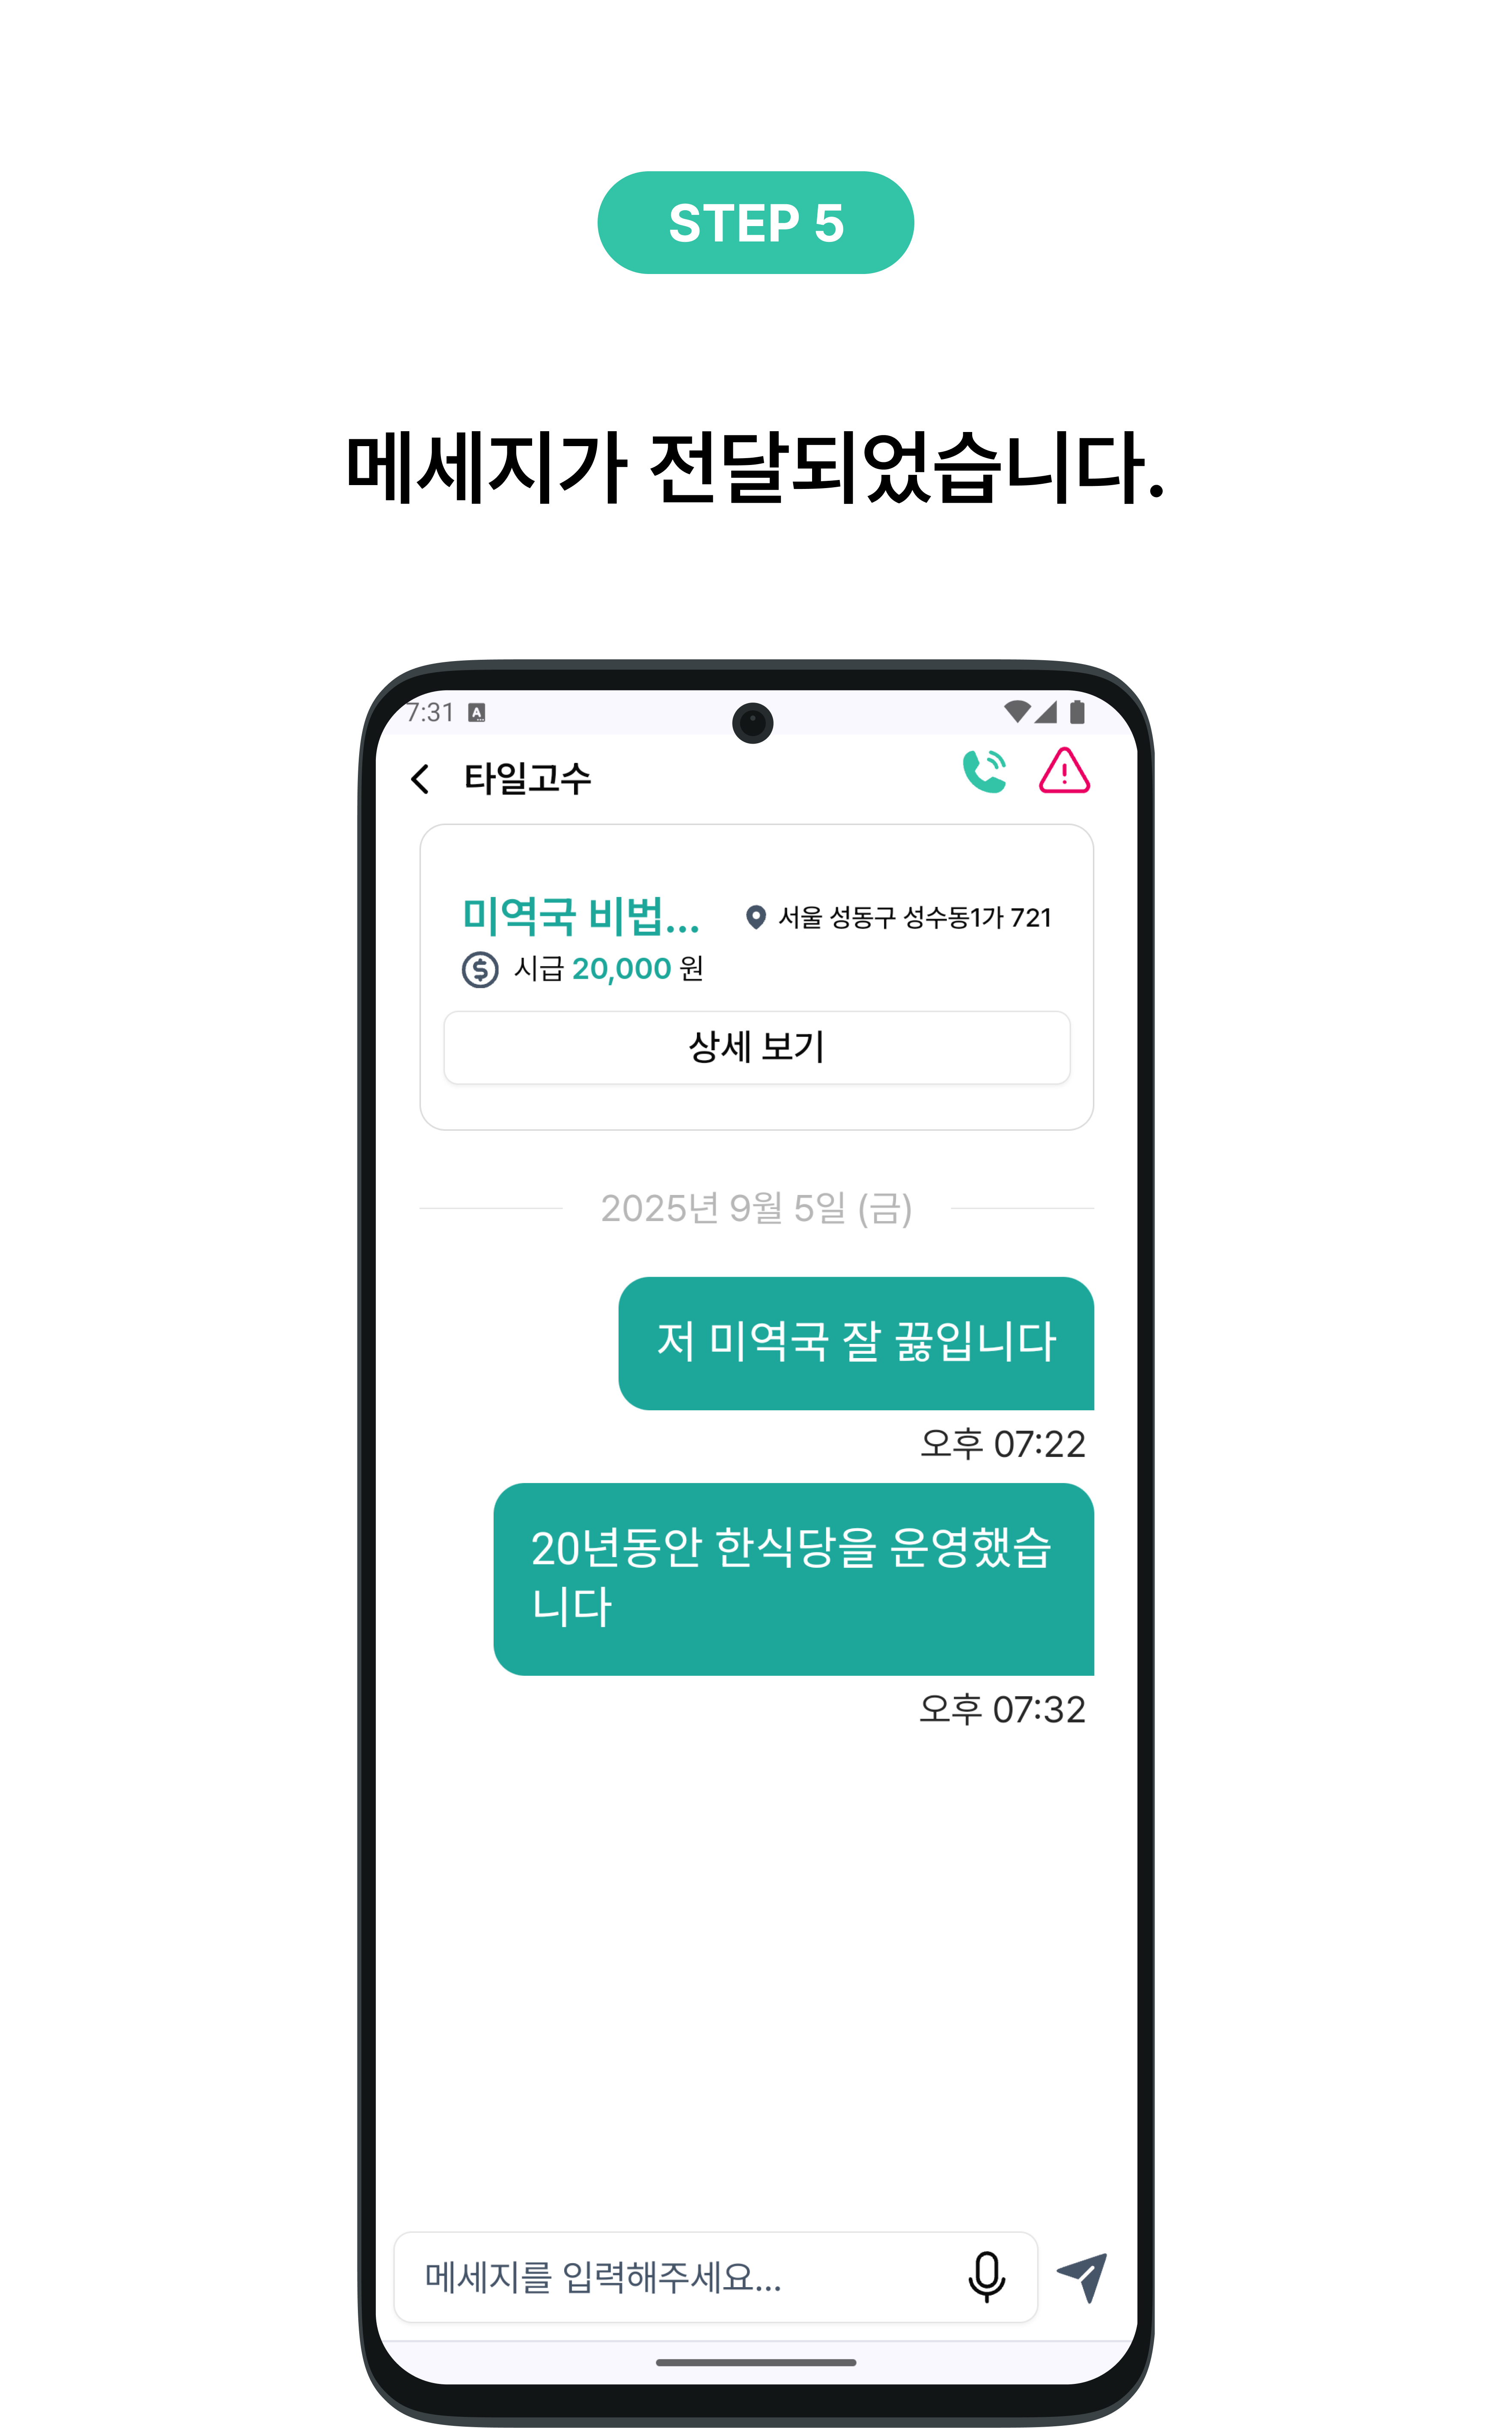 STEP 5
메세지가 전달되었습니다.
7:31
타일고수
미역국 비법...
서울 성동구 성수동1가 721
시급 20,000 원
상세 보기
2025년 9월 5일 (금)
저 미역국 잘 끓입니다
오후 07:22
20년동안 한식당을 운영했습
니다
오후 07:32
메세지를 입력해주세요...